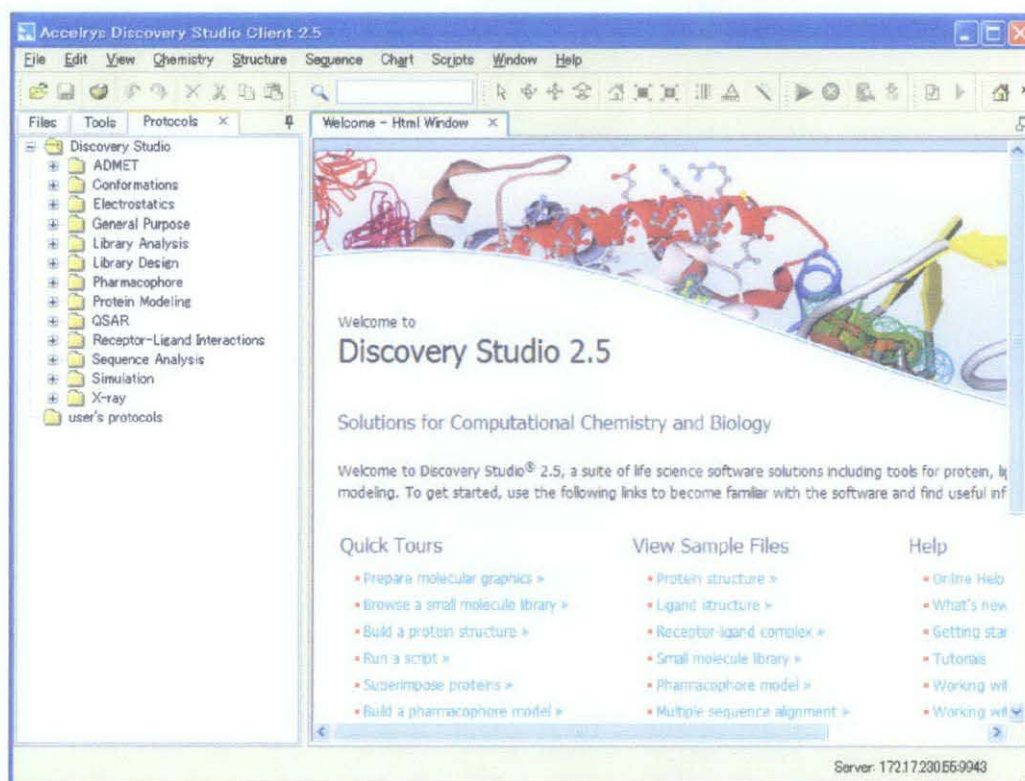 Accelrys Discovery Studio Client 2.5
File Edit View Chemistry Structure Sequence Chart Scripts Window Help
Files Tools Protocols × Welcome - Html Window ×
Discovery Studio
ADMET
Conformations
Electrostatics
General Purpose
Library Analysis
Library Design
Pharmacophore
Protein Modeling
QSAR
Receptor-Ligand Interactions
Sequence Analysis
Simulation
X-ray
user's protocols
Welcome to
Discovery Studio 2.5
Solutions for Computational Chemistry and Biology
Welcome to Discovery Studio® 2.5, a suite of life science software solutions including tools for protein,
modeling. To get started, use the following links to become familiar with the software and find useful inf
Quick Tours
Prepare molecular graphics »
Browse a small molecule library »
Build a protein structure »
Run a script »
Superimpose proteins »
Build a pharmacophore model »
View Sample Files
Protein structure »
Ligand structure »
Receptor-ligand complex »
Small molecule library »
Pharmacophore model »
Multiple sequence alignment »
Help
Online Help
What's new
Getting star
Tutorials
Working wit
Working wit
Server: 172.17.230.55:9943